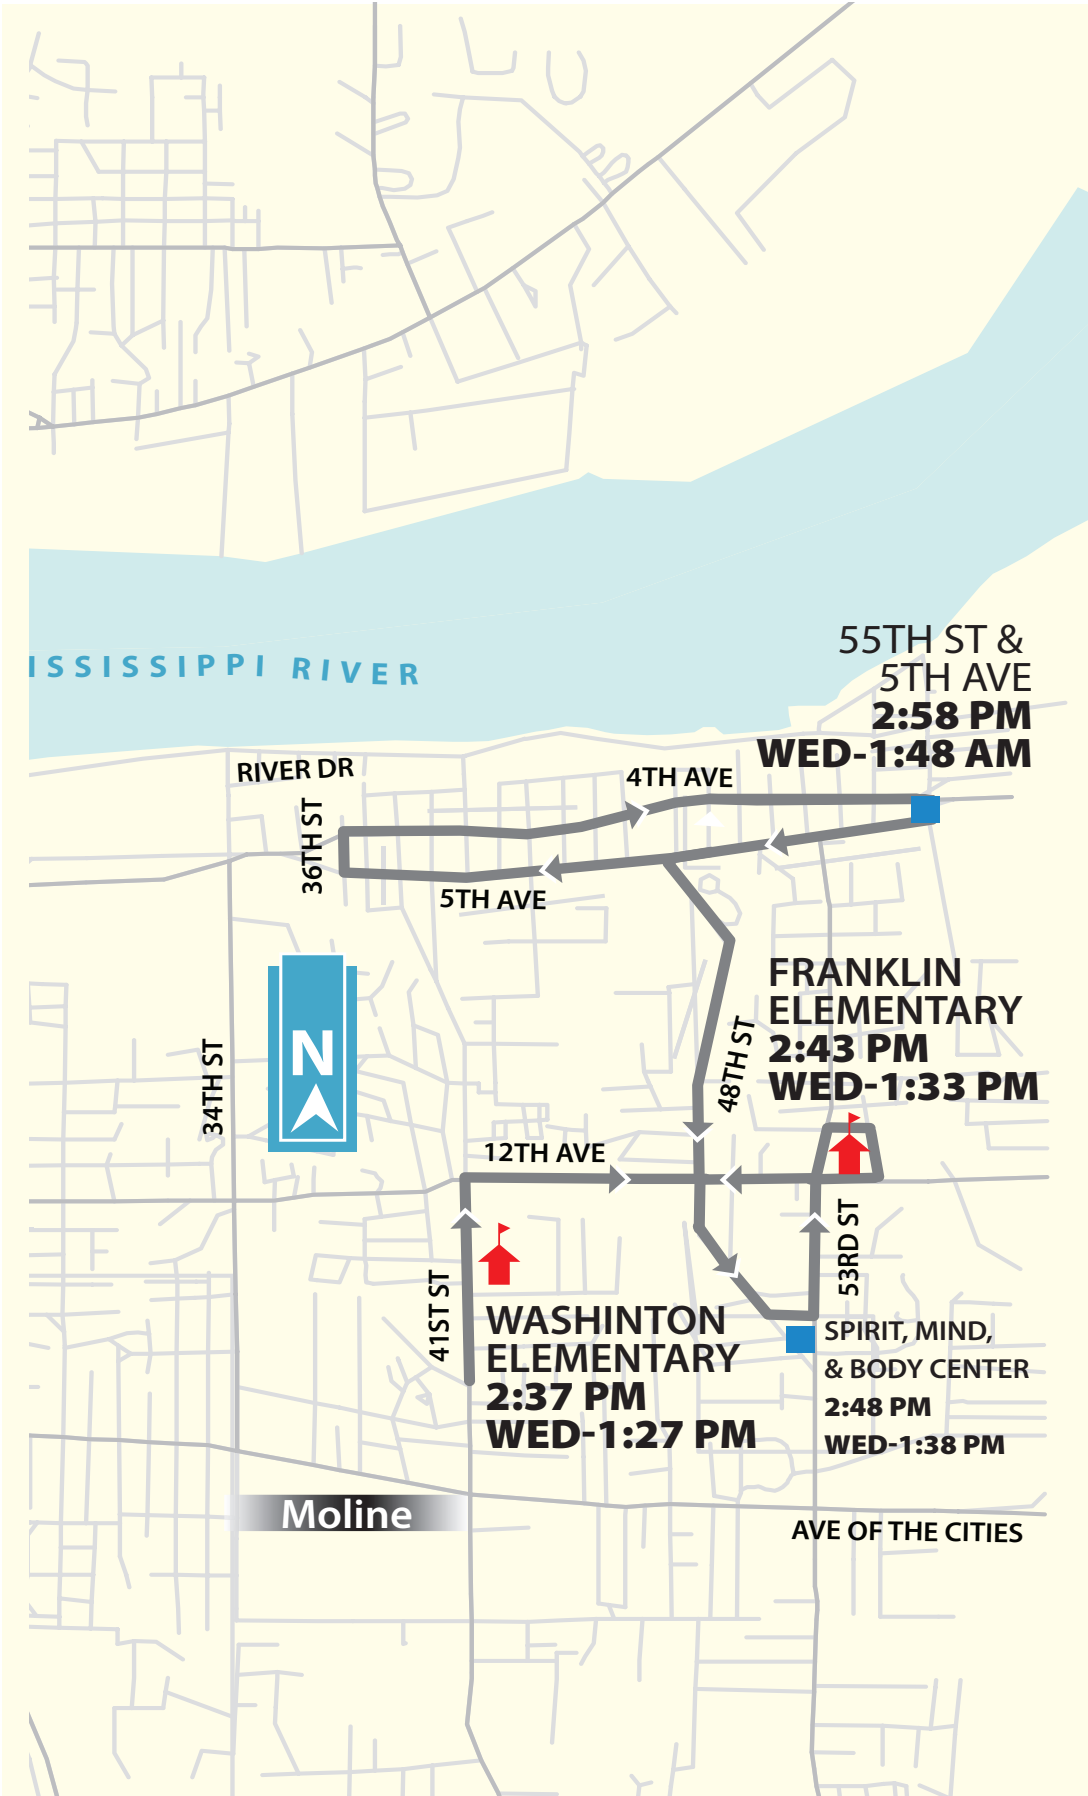 ISSISSIPPI RIVER
55TH ST &
5TH AVE
2:58 PM
WED-1:48 AM
RIVER DR
4TH AVE
36TH ST
5TH AVE
FRANKLIN
ELEMENTARY
2:43 PM
WED-1:33 PM
48TH ST
N
34TH ST
12TH AVE
53RD ST
41ST ST
WASHINTON
ELEMENTARY
2:37 PM
WED-1:27 PM
SPIRIT, MIND,
& BODY CENTER
2:48 PM
WED-1:38 PM
Moline
AVE OF THE CITIES